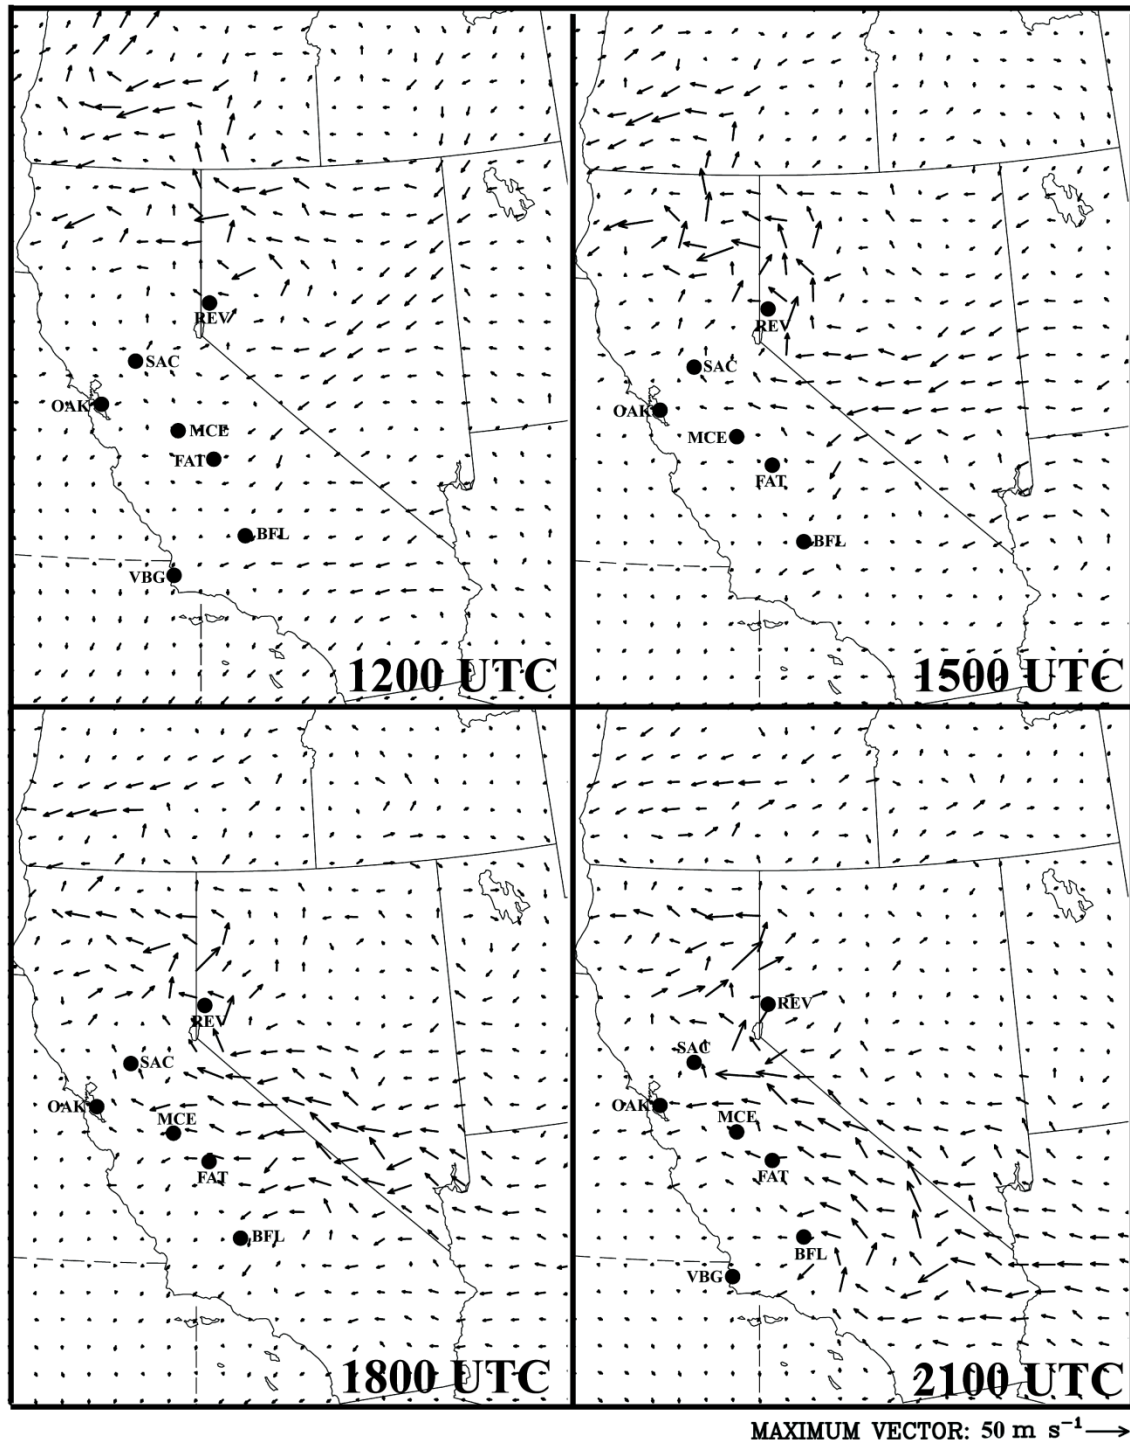 REV
SAC
OAK
MCE
FAT
BFL
VBG
1200 UTC
REV
SAC
OAK
MCE
FAT
BFL
1500 UTC
REV
SAC
OAK
MCE
FAT
BFL
1800 UTC
REV
SAC
OAK
MCE
FAT
BFL
VBG
2100 UTC
MAXIMUM VECTOR: 50 m s⁻¹